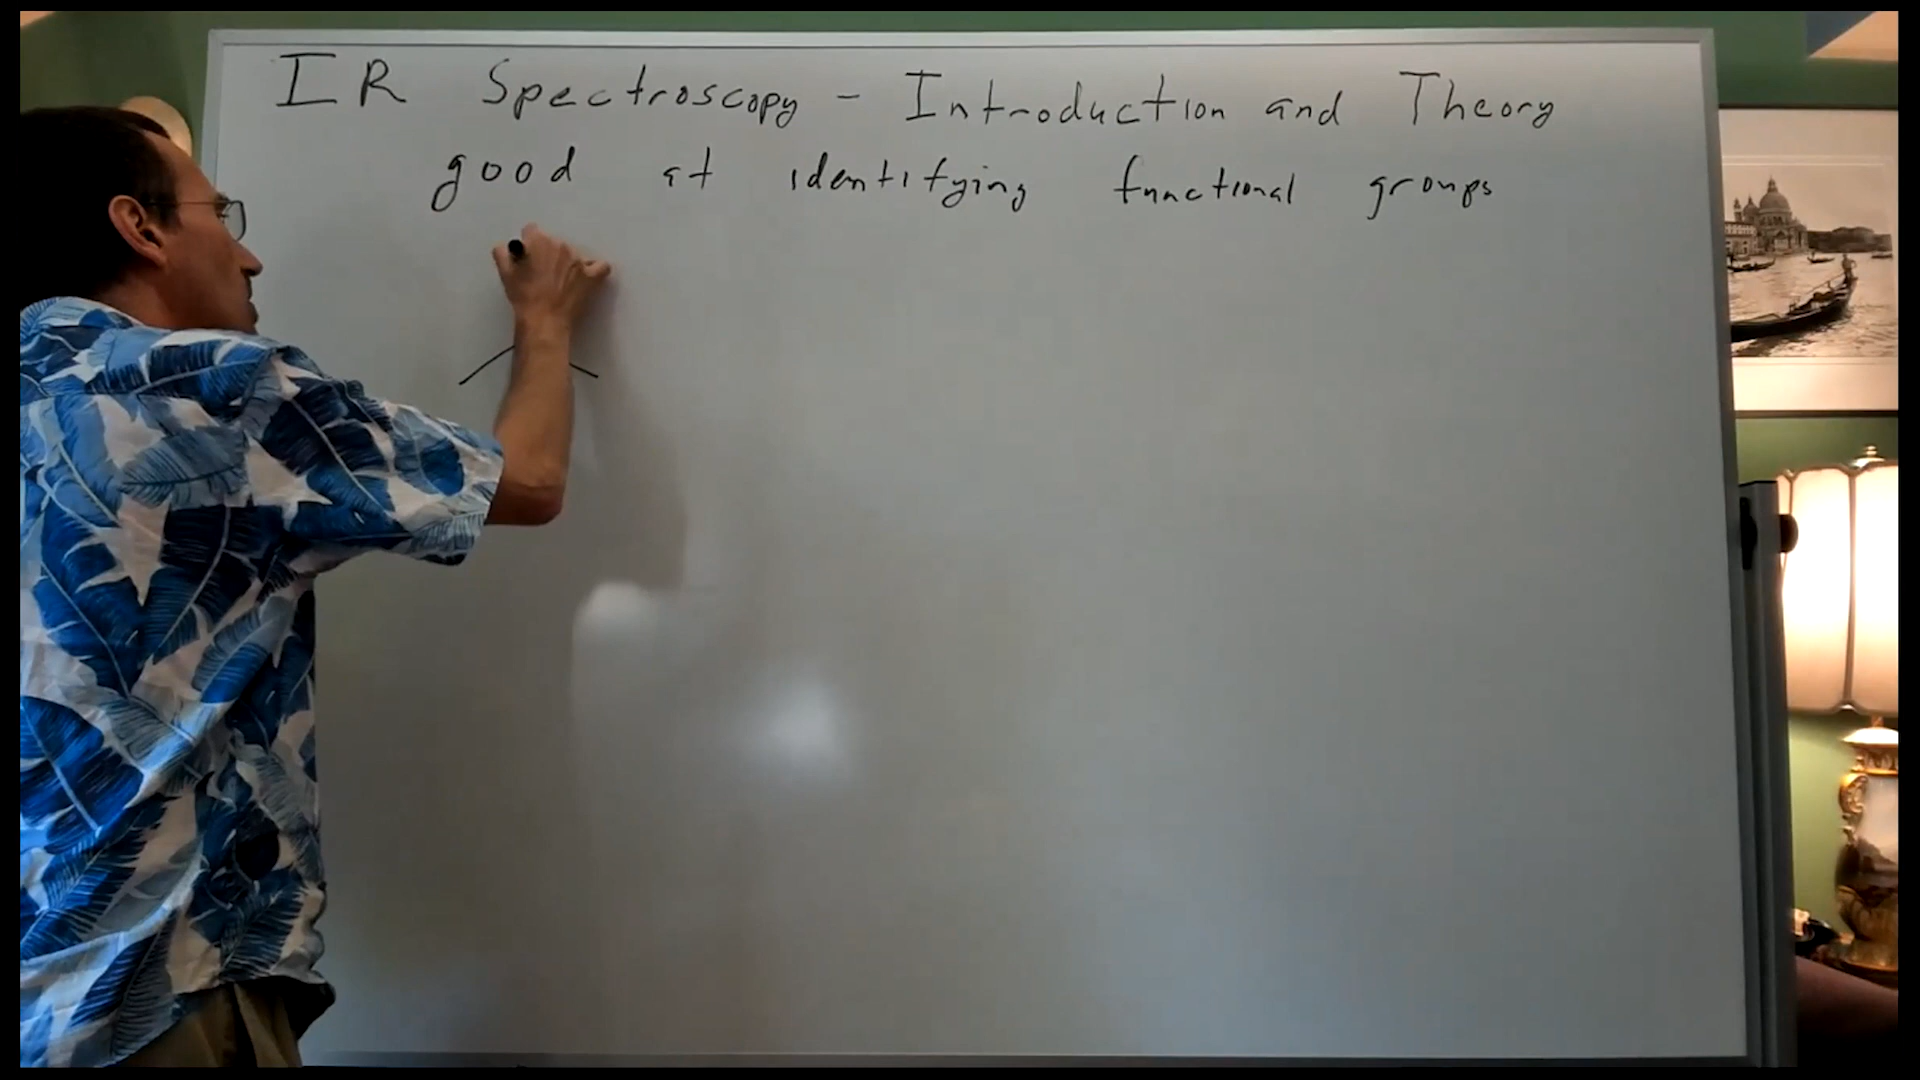 IR Spectroscopy - Introduction and Theory
good at identifying functional groups